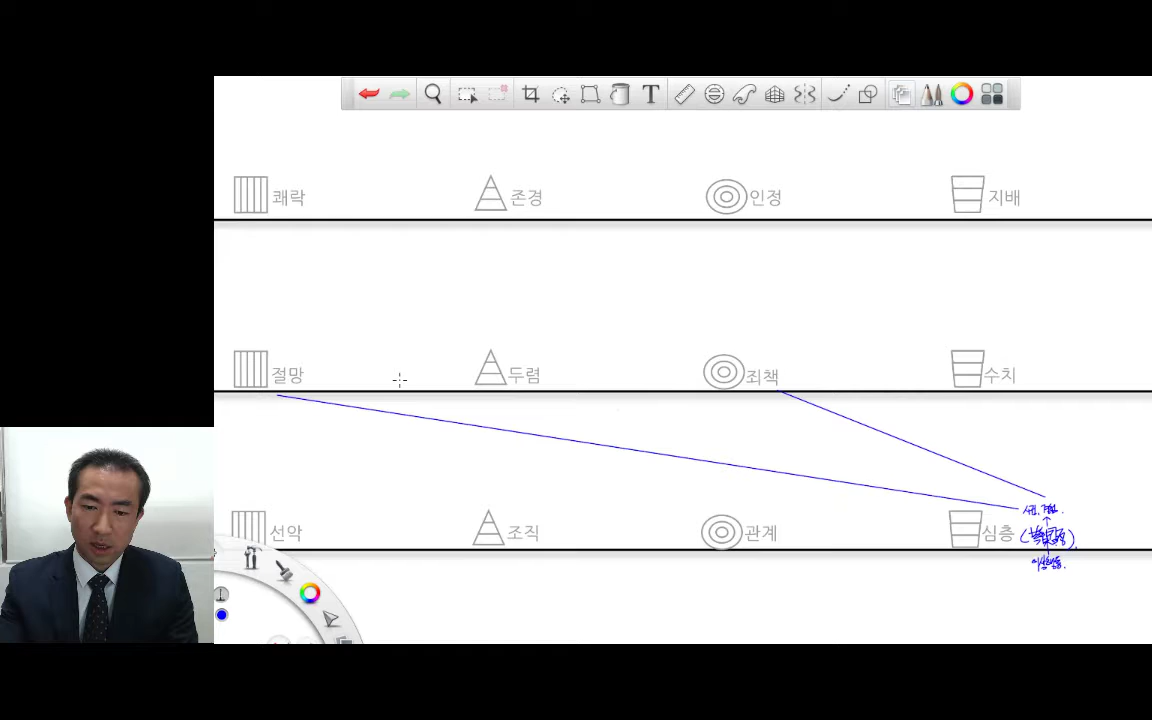 쾌락 존경 인정 지배
절망 두렴 죄책 수치
선악 조직 관계 심층